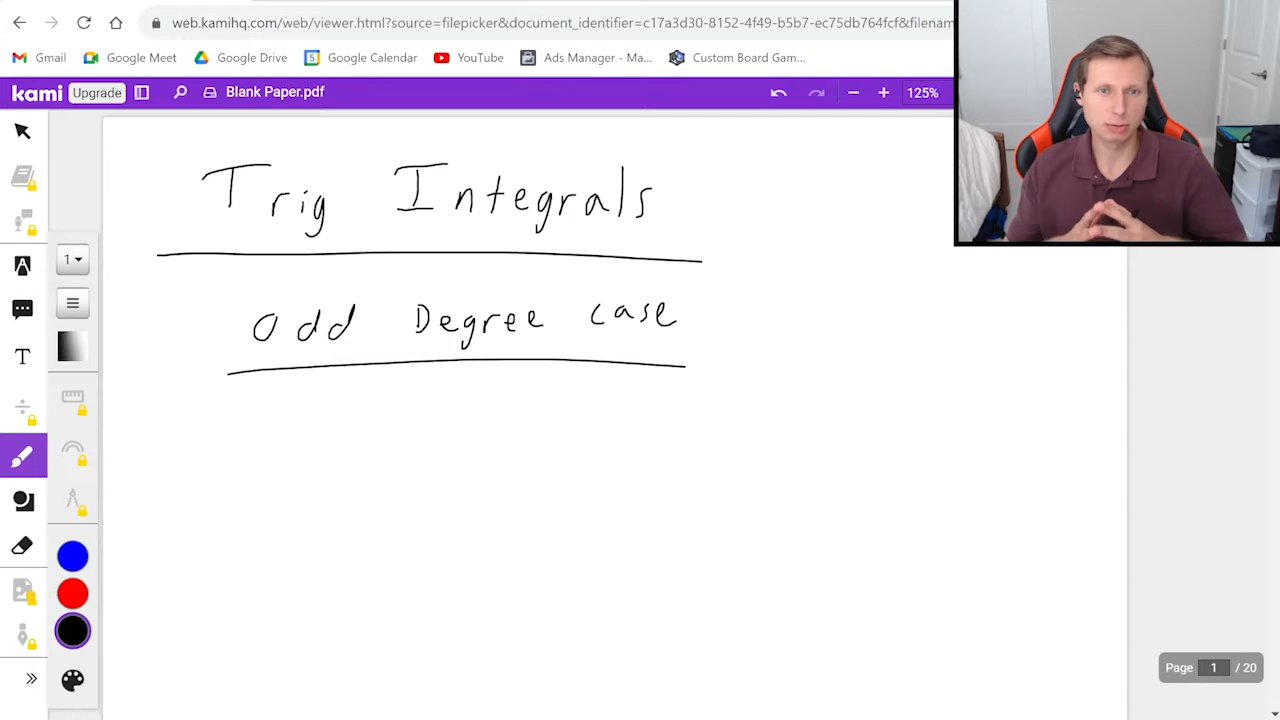 web.kamihq.com/web/viewer.html?source=filepicker&document_identifier=c17a3d30-8152-4f49-b5b7-ec75db764fcf&filenam
Gmail Google Meet Google Drive 5 Google Calendar YouTube Ads Manager - Ma... Custom Board Gam...
kami Upgrade Blank Paper.pdf 125%
Trig Integrals
1
Odd Degree case
T
Page 1 / 20